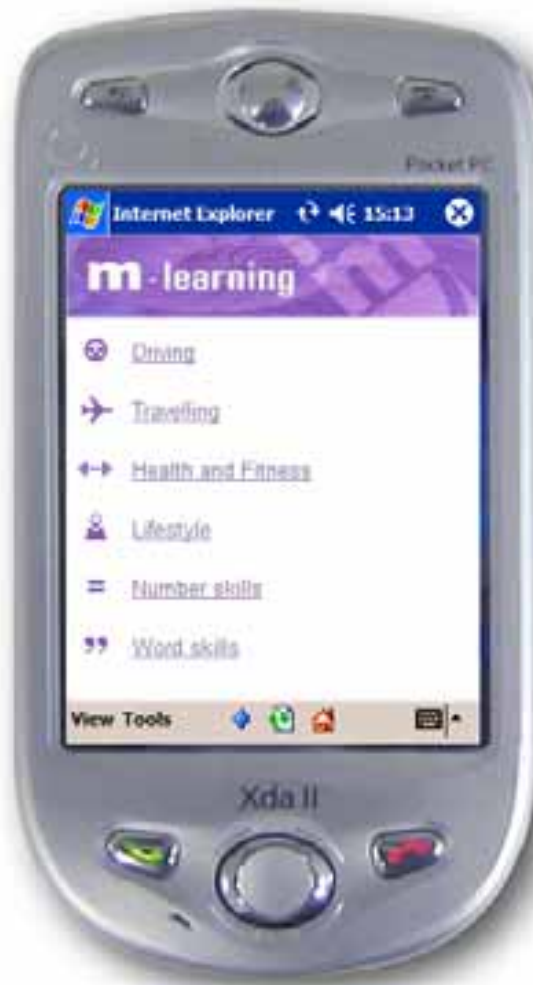 Pocket PC
Internet Explorer 15:13
m-learning
Driving
Travelling
Health and Fitness
Lifestyle
= Number skills
” Word skills
View Tools
Xda II